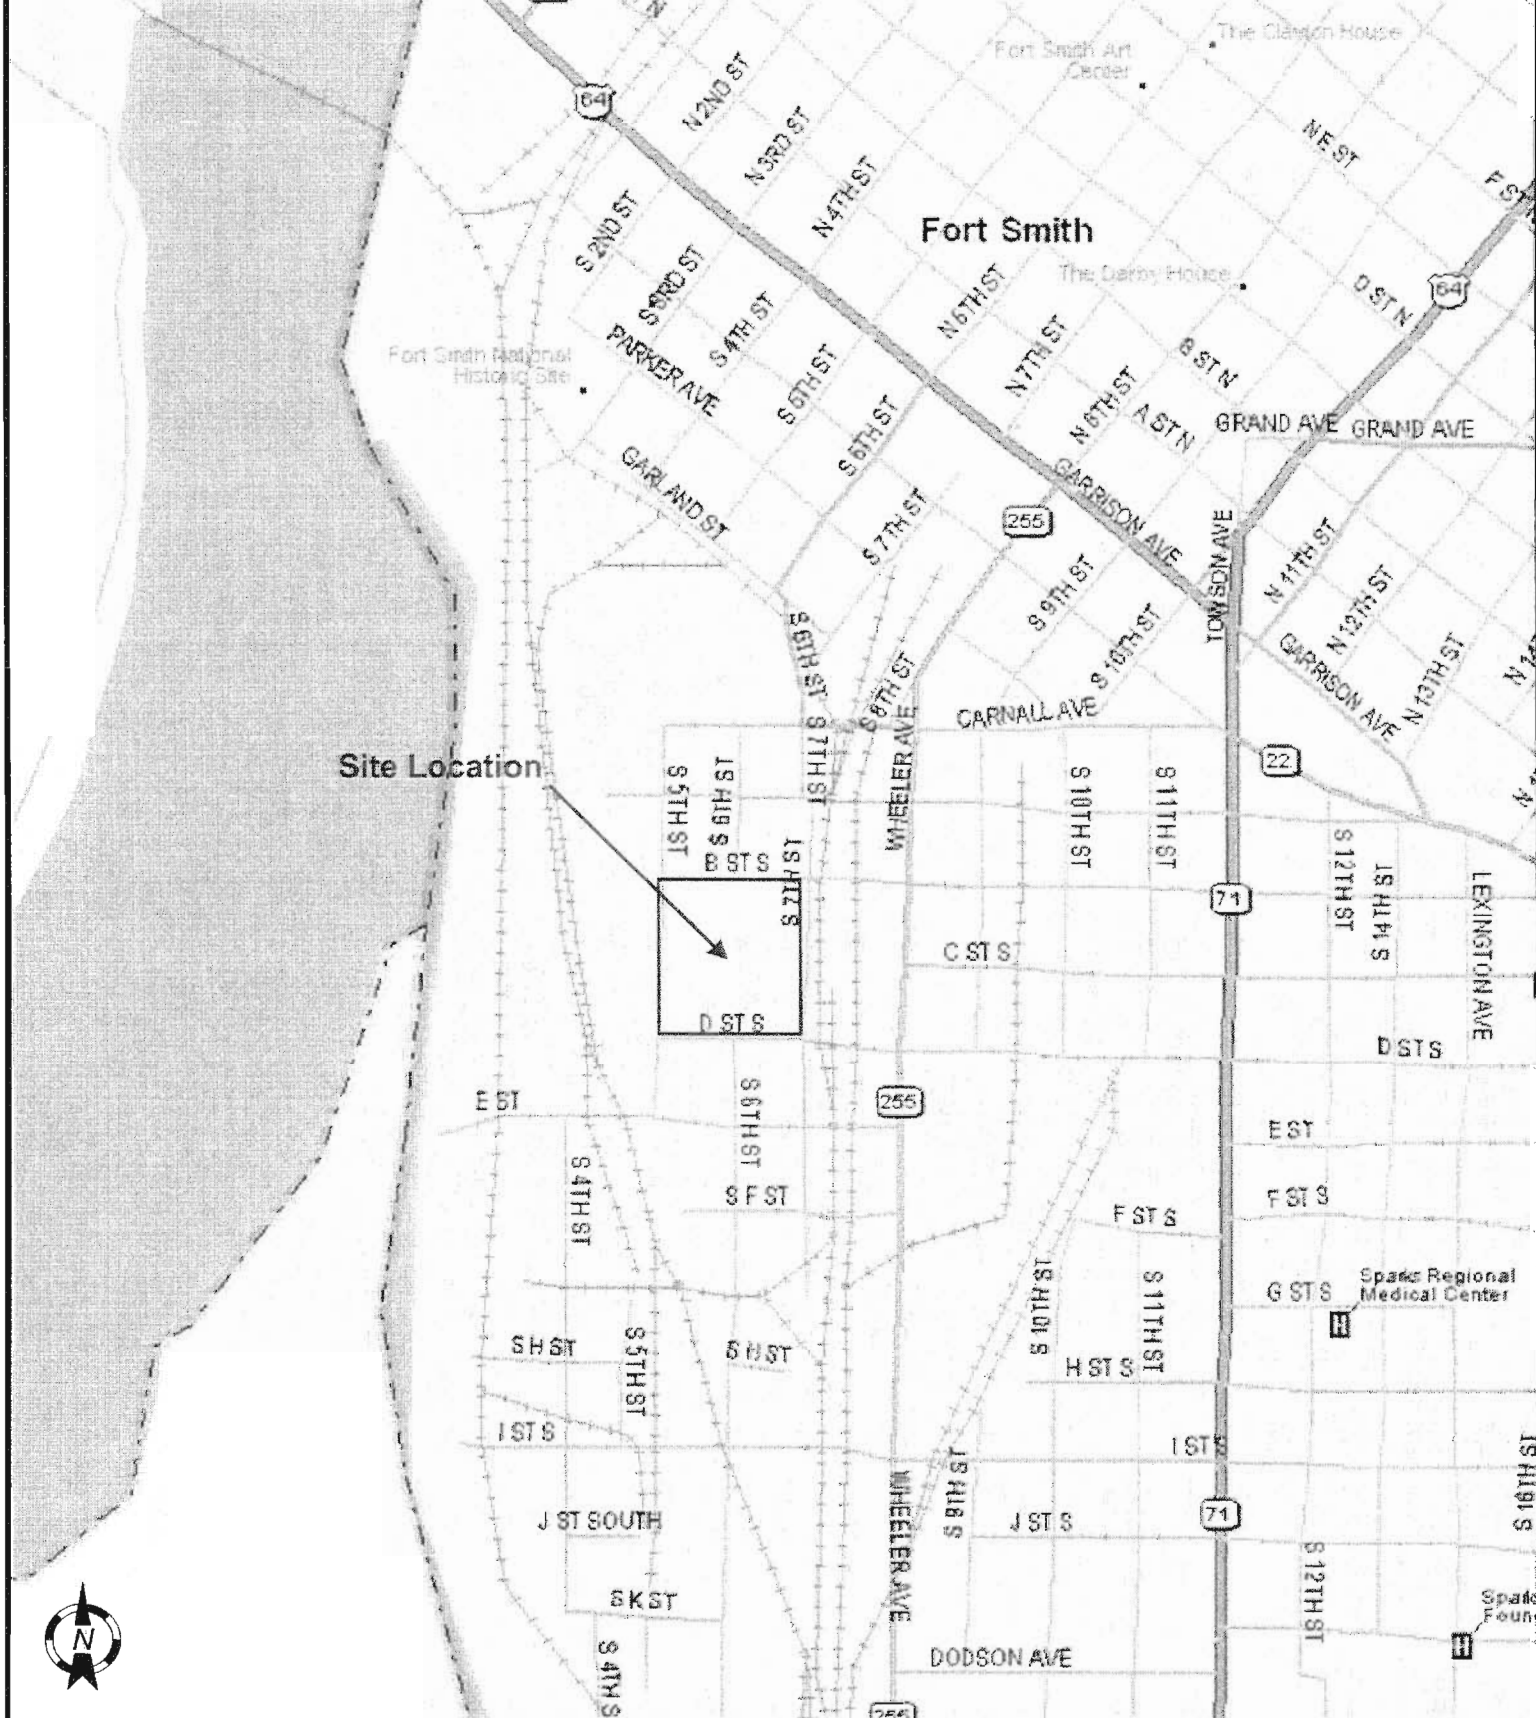 N
The Clayton House
Fort Smith Art
Center
64
N 2ND ST
N 3RD ST
N 4TH ST
N E ST
F ST
Fort Smith
S 2ND ST
S 3RD ST
S 4TH ST
The Darby House
N 6TH ST
D ST N
64
Fort Smith National
Historic Site
PARKER AVE
S 5TH ST
S 6TH ST
N 7TH ST
B ST N
N 8TH ST
A ST N
GRAND AVE
GRAND AVE
GARLAND ST
GARRISON AVE
255
S 7TH ST
TOWSON AVE
N 11TH ST
S 9TH ST
N 12TH ST
S 10TH ST
GARRISON AVE
N 13TH ST
S 8TH ST
S 7TH ST
WHEELER AVE
CARNALL AVE
22
Site Location
S 5TH ST
S 6TH ST
S 10TH ST
S 11TH ST
S 12TH ST
B ST S
S 7TH ST
S 14TH ST
LEXINGTON AVE
71
C ST S
D ST S
D ST S
E ST
S 6TH ST
255
E ST
S 4TH ST
S F ST
F ST S
F ST S
Sparks Regional
Medical Center
G ST S
H
S 10TH ST
S 11TH ST
S H ST
S 5TH ST
S H ST
H ST S
I ST S
I ST S
S 16TH ST
WHEELER AVE
J ST SOUTH
J ST S
71
S 12TH ST
S K ST
H
N
S 4TH S
DODSON AVE
255